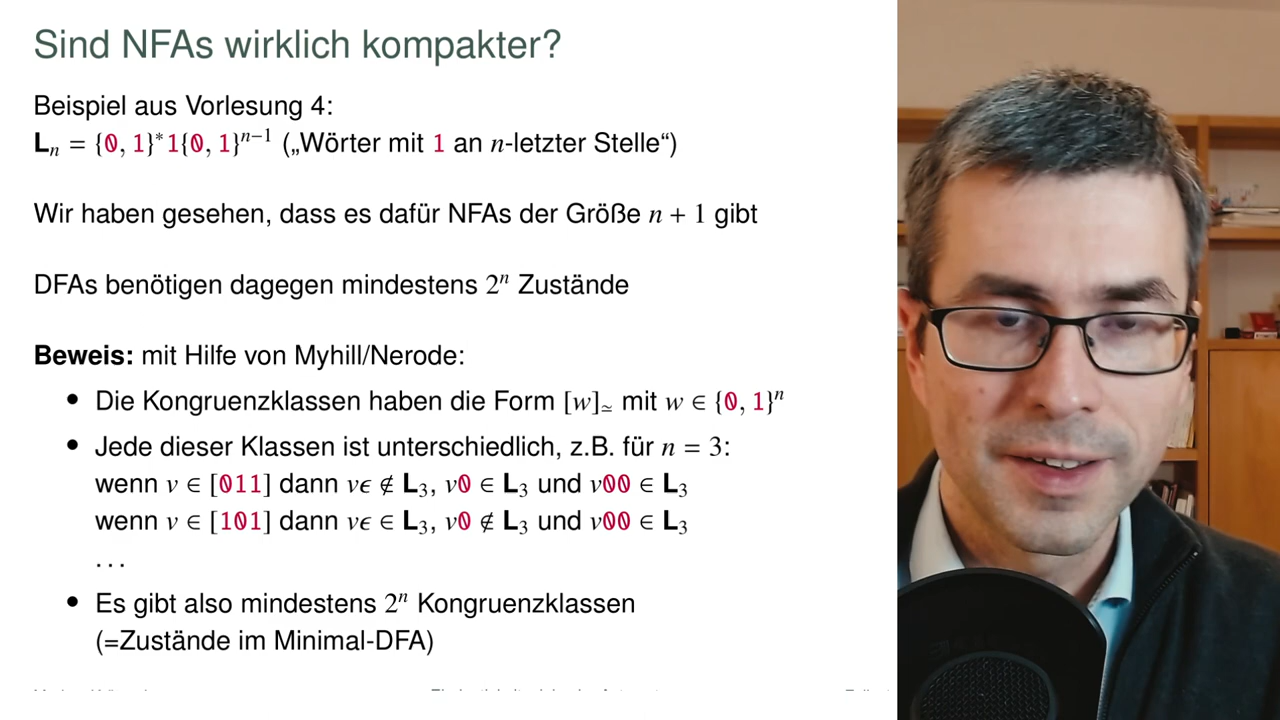 Sind NFAs wirklich kompakter?
Beispiel aus Vorlesung 4:
Lₙ = {0, 1}*1{0, 1}ⁿ⁻¹ („Wörter mit 1 an n-letzter Stelle“)
Wir haben gesehen, dass es dafür NFAs der Größe n + 1 gibt
DFAs benötigen dagegen mindestens 2ⁿ Zustände
Beweis: mit Hilfe von Myhill/Nerode:
• Die Kongruenzklassen haben die Form [w]≃ mit w ∈ {0, 1}ⁿ
• Jede dieser Klassen ist unterschiedlich, z.B. für n = 3:
wenn v ∈ [011] dann vϵ ∉ L₃, v0 ∈ L₃ und v00 ∈ L₃
wenn v ∈ [101] dann vϵ ∈ L₃, v0 ∉ L₃ und v00 ∈ L₃
...
• Es gibt also mindestens 2ⁿ Kongruenzklassen
(=Zustände im Minimal-DFA)